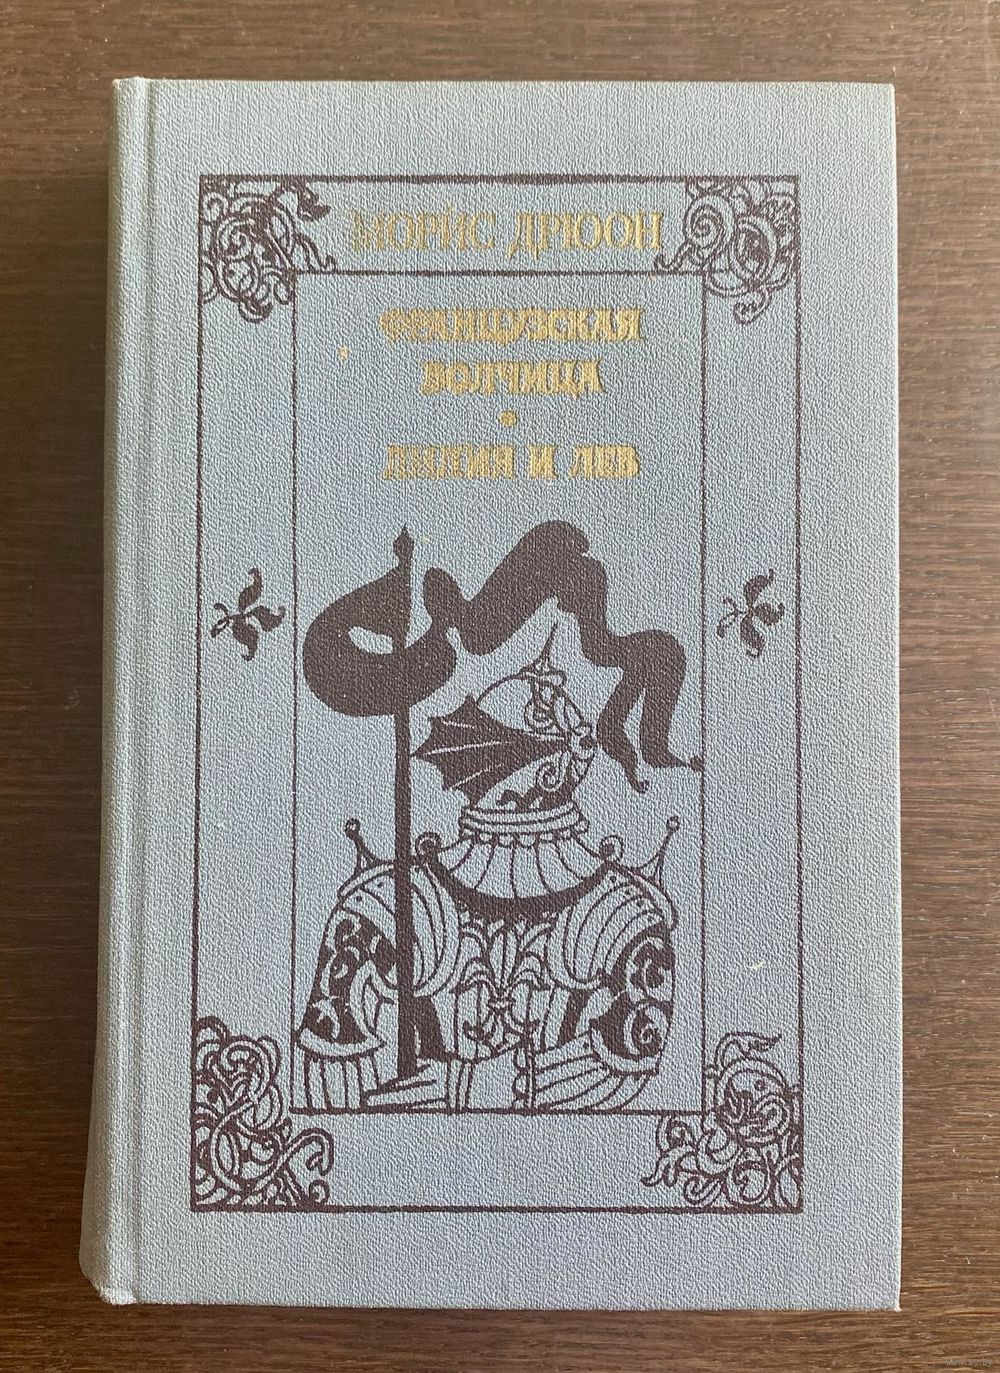 МОРИС ДРЮОН
ФРАНЦУЗСКАЯ
ВОЛЧИЦА
•
ЛИЛИЯ И ЛЕВ